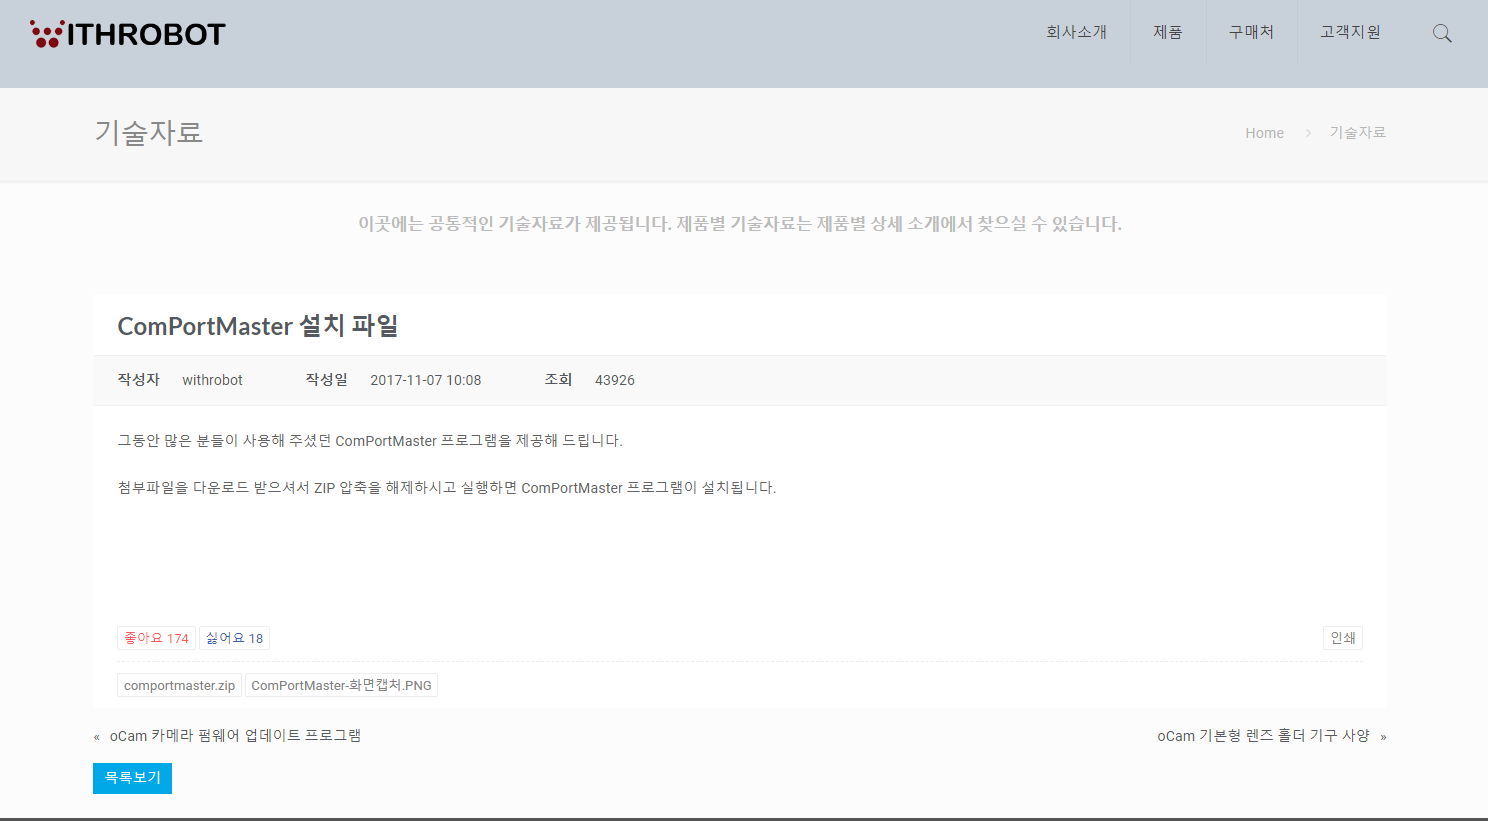 WITHROBOT
회사소개
제품
구매처
고객지원
기술자료
Home
기술자료
이곳에는 공통적인 기술자료가 제공됩니다. 제품별 기술자료는 제품별 상세 소개에서 찾으실 수 있습니다.
ComPortMaster 설치 파일
작성자 withrobot 작성일 2017-11-07 10:08 조회 43926
그동안 많은 분들이 사용해 주셨던 ComPortMaster 프로그램을 제공해 드립니다.
첨부파일을 다운로드 받으셔서 ZIP 압축을 해제하시고 실행하면 ComPortMaster 프로그램이 설치됩니다.
좋아요 174 싫어요 18 인쇄
comportmaster.zip ComPortMaster-화면캡처.PNG
« oCam 카메라 펌웨어 업데이트 프로그램
oCam 기본형 렌즈 홀더 기구 사양 »
목록보기